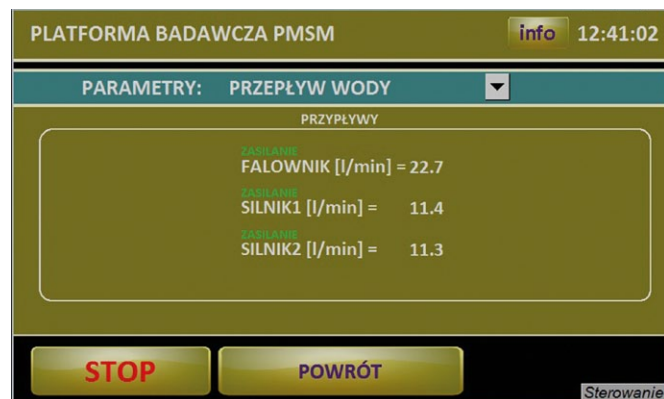 PLATFORMA BADAWCZA PMSM info 12:41:02
PARAMETRY: PRZEPŁYW WODY
PRZYPŁYWY
ZASILANIE
FALOWNIK [l/min] = 22.7
ZASILANIE
SILNIK1 [l/min] = 11.4
ZASILANIE
SILNIK2 [l/min] = 11.3
STOP POWRÓT
Sterowanie